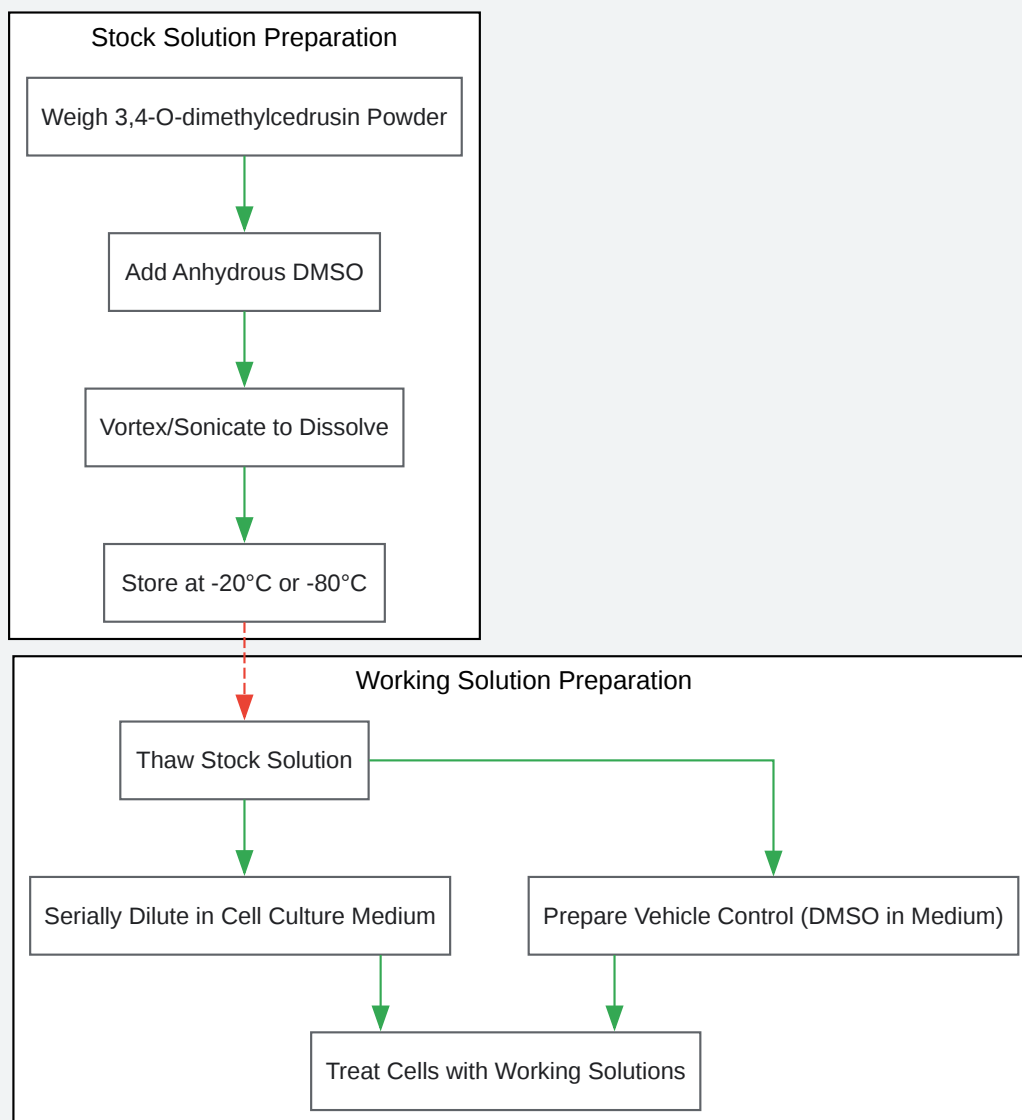 Stock Solution Preparation
Weigh 3,4-O-dimethylcedrusin Powder
Add Anhydrous DMSO
Vortex/Sonicate to Dissolve
Store at -20°C or -80°C
Working Solution Preparation
Thaw Stock Solution
Serially Dilute in Cell Culture Medium
Prepare Vehicle Control (DMSO in Medium)
Treat Cells with Working Solutions